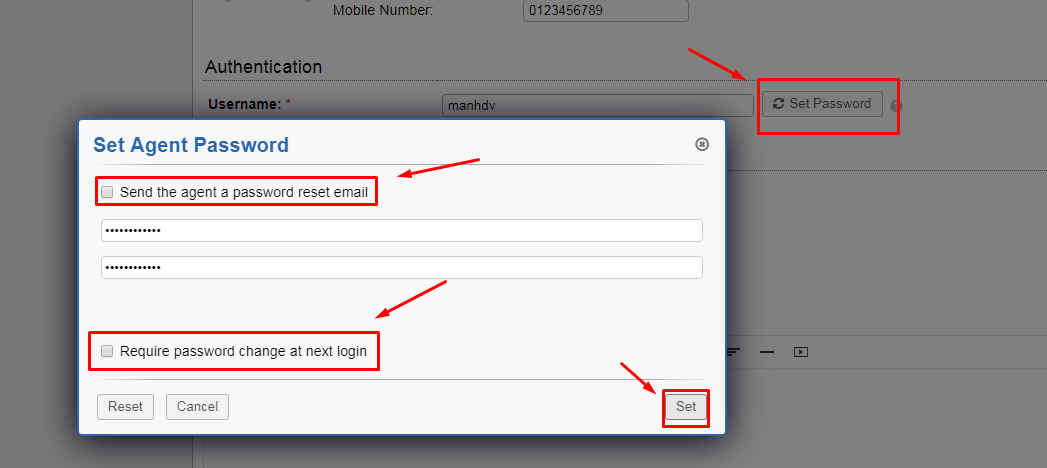 Mobile Number: 0123456789
Authentication
Username: * manhdv Set Password
Set Agent Password
Send the agent a password reset email
••••••••••••
••••••••••••
Require password change at next login
Reset Cancel Set